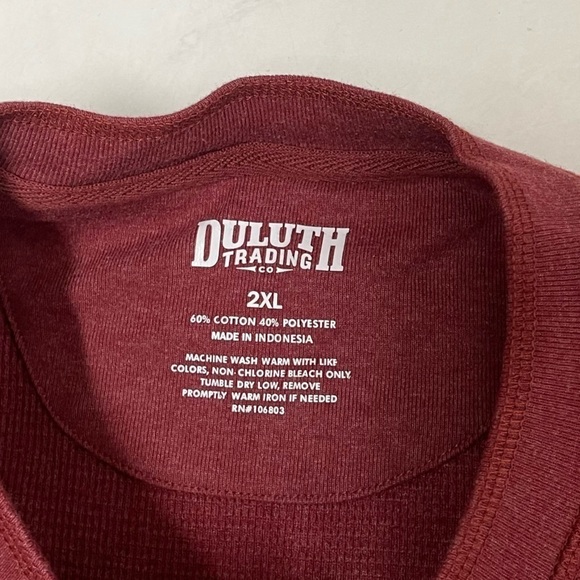 DULUTH
TRADING
CO
2XL
60% COTTON 40% POLYESTER
MADE IN INDONESIA
MACHINE WASH WARM WITH LIKE
COLORS, NON-CHLORINE BLEACH ONLY
TUMBLE DRY LOW, REMOVE
PROMPTLY WARM IRON IF NEEDED
RN#106803